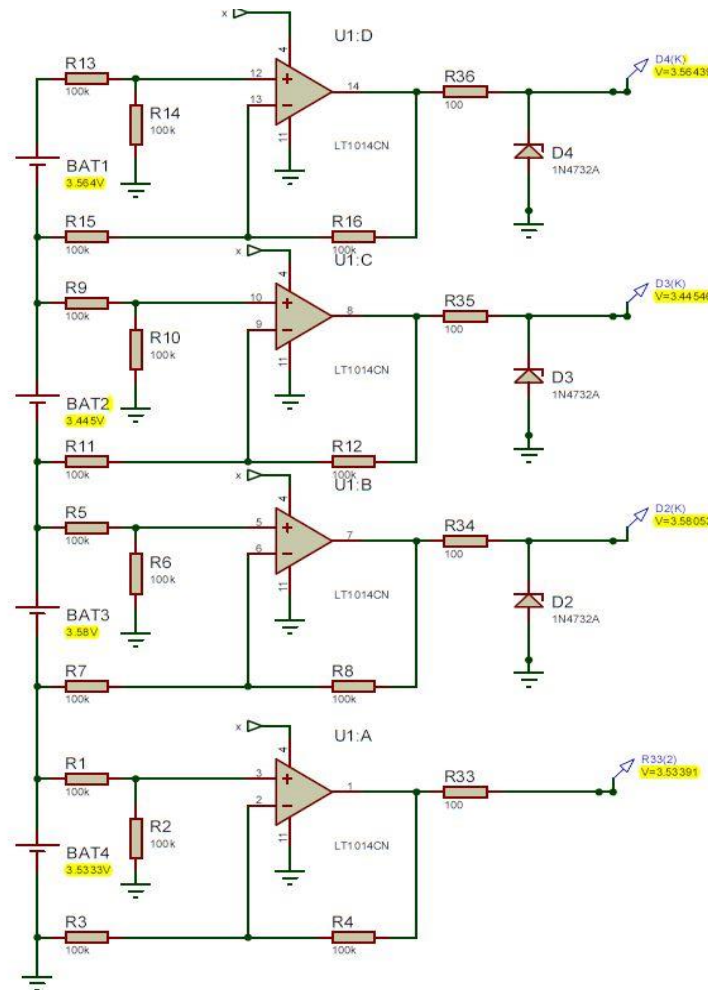 x
4
U1:D
R13
100k
12
14
R36
100
D4(K)
V=3.56439
R14
100k
13
11
LT1014CN
D4
1N4732A
BAT1
3.564V
R15
100k
R16
100k
x
4
U1:C
R9
100k
10
8
R35
100
D3(K)
V=3.44546
R10
100k
9
11
LT1014CN
D3
1N4732A
BAT2
3.445V
R11
100k
R12
100k
x
4
U1:B
R5
100k
5
7
R34
100
D2(K)
V=3.58053
R6
100k
6
11
LT1014CN
D2
1N4732A
BAT3
3.58V
R7
100k
R8
100k
x
4
U1:A
R1
100k
3
1
R33
100
R33(2)
V=3.53391
R2
100k
2
11
LT1014CN
BAT4
3.5333V
R3
100k
R4
100k